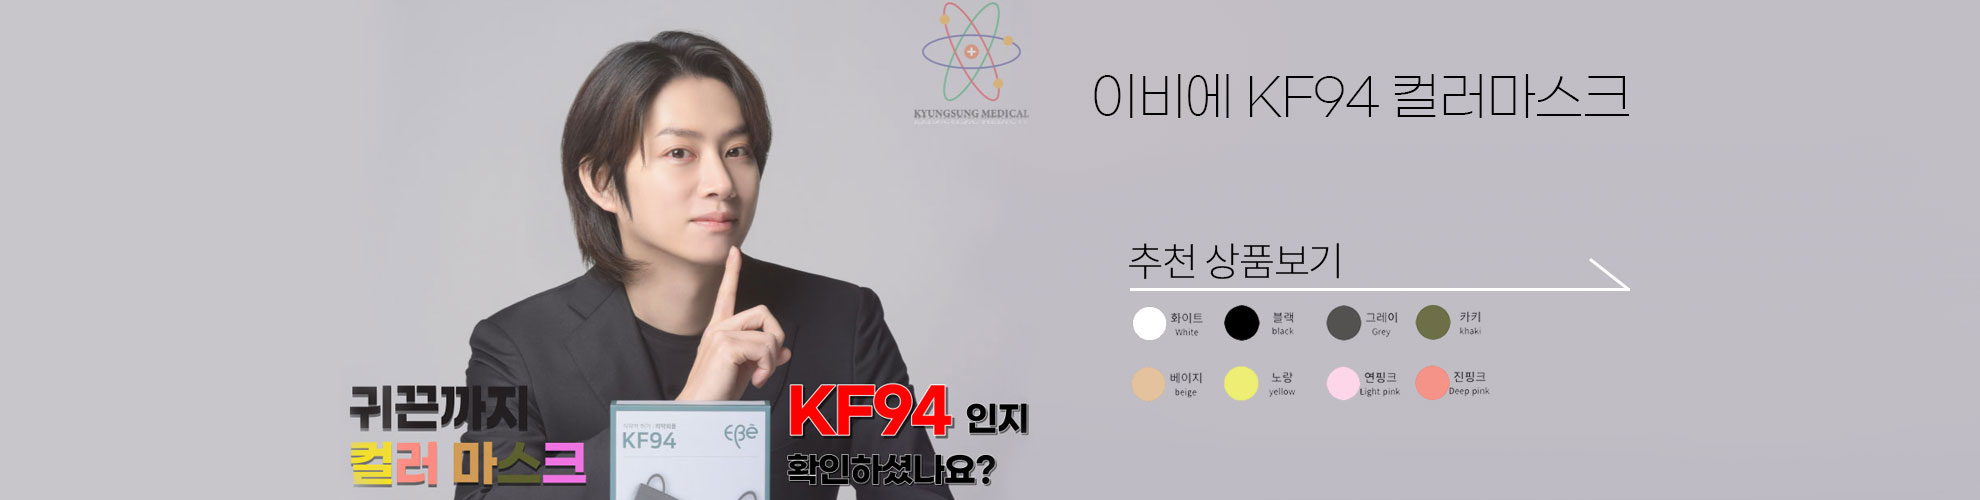 KYUNGSUNG MEDICAL
이비에 KF94 컬러마스크
추천 상품보기
화이트
White
블랙
black
그레이
Grey
카키
khaki
베이지
beige
노랑
yellow
연핑크
Light pink
진핑크
Deep pink
귀끈까지
컬러 마스크
KF94
EBè
KF94 인지
확인하셨나요?